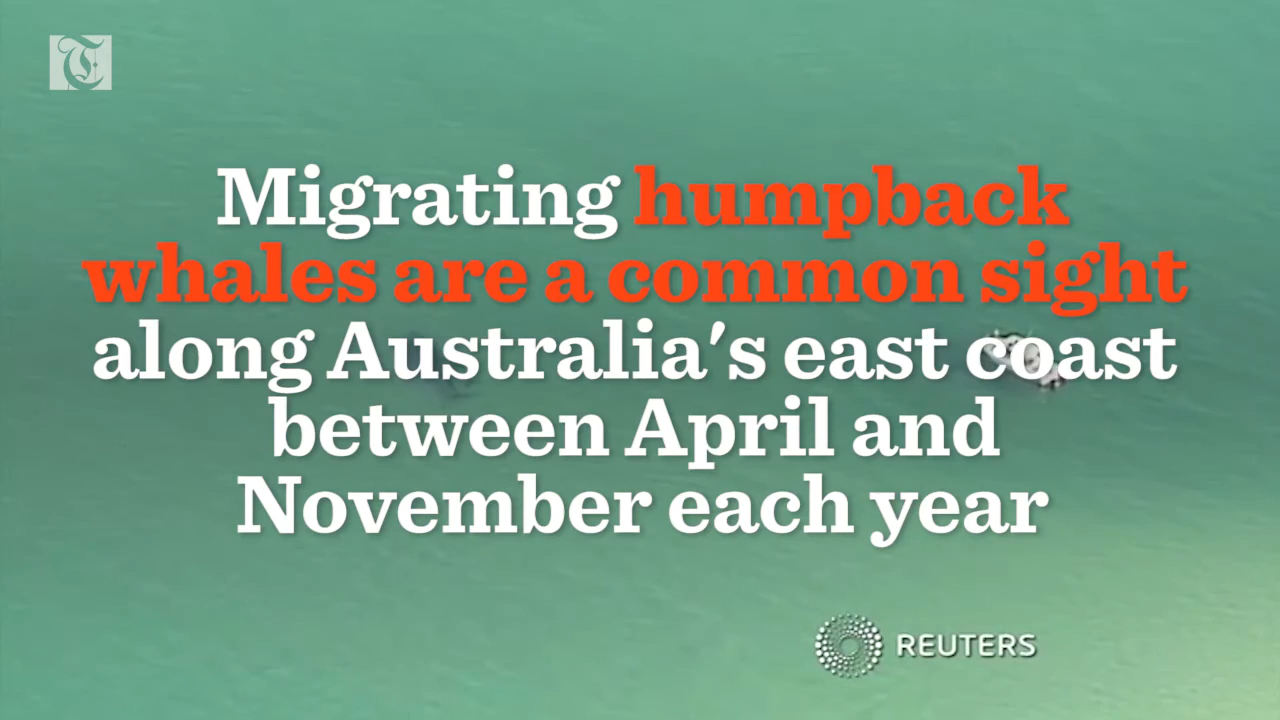 T
Migrating humpback
whales are a common sight
along Australia's east coast
between April and
November each year
REUTERS